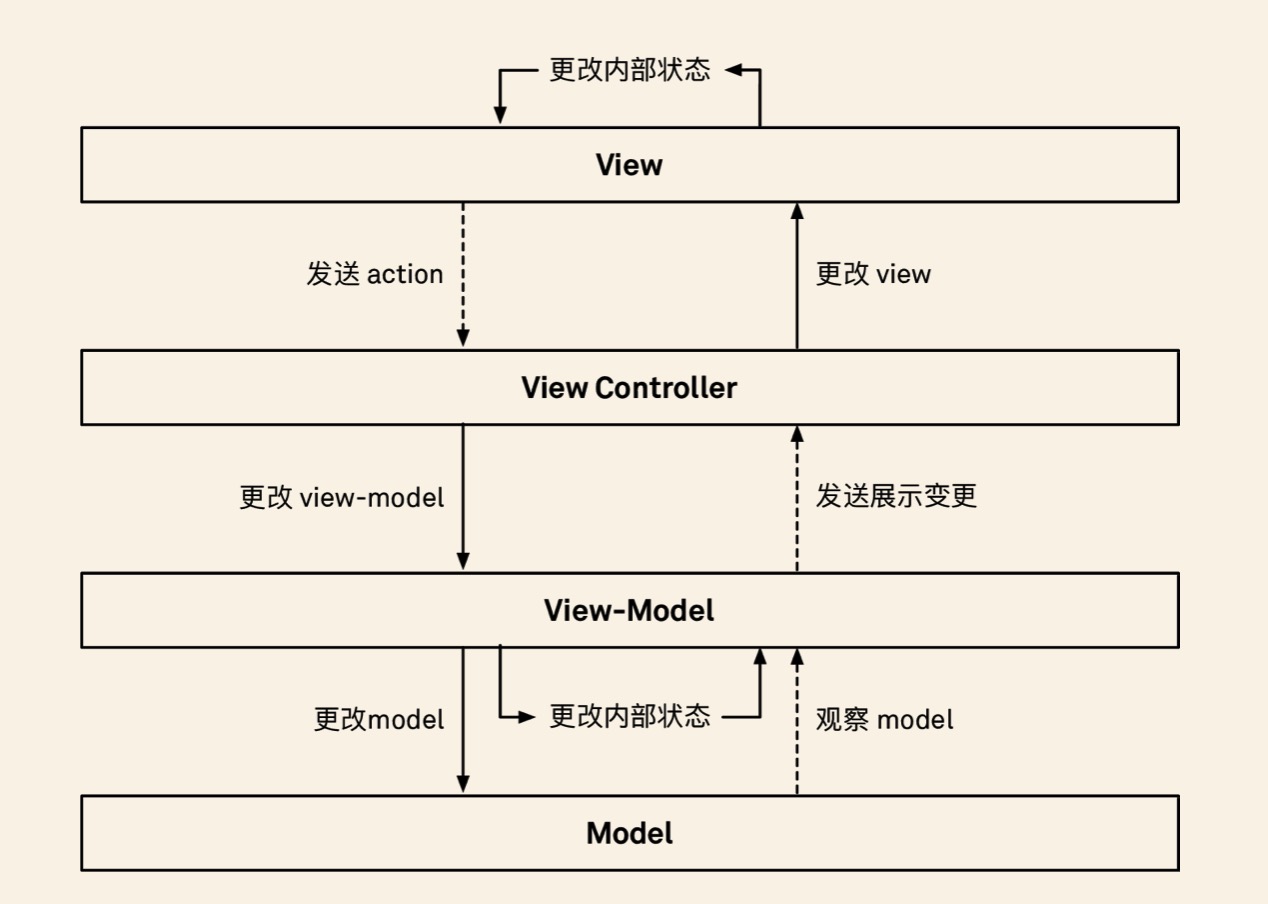 更改内部状态
View
发送 action
更改 view
View Controller
更改 view-model
发送展示变更
View-Model
更改model
更改内部状态
观察 model
Model